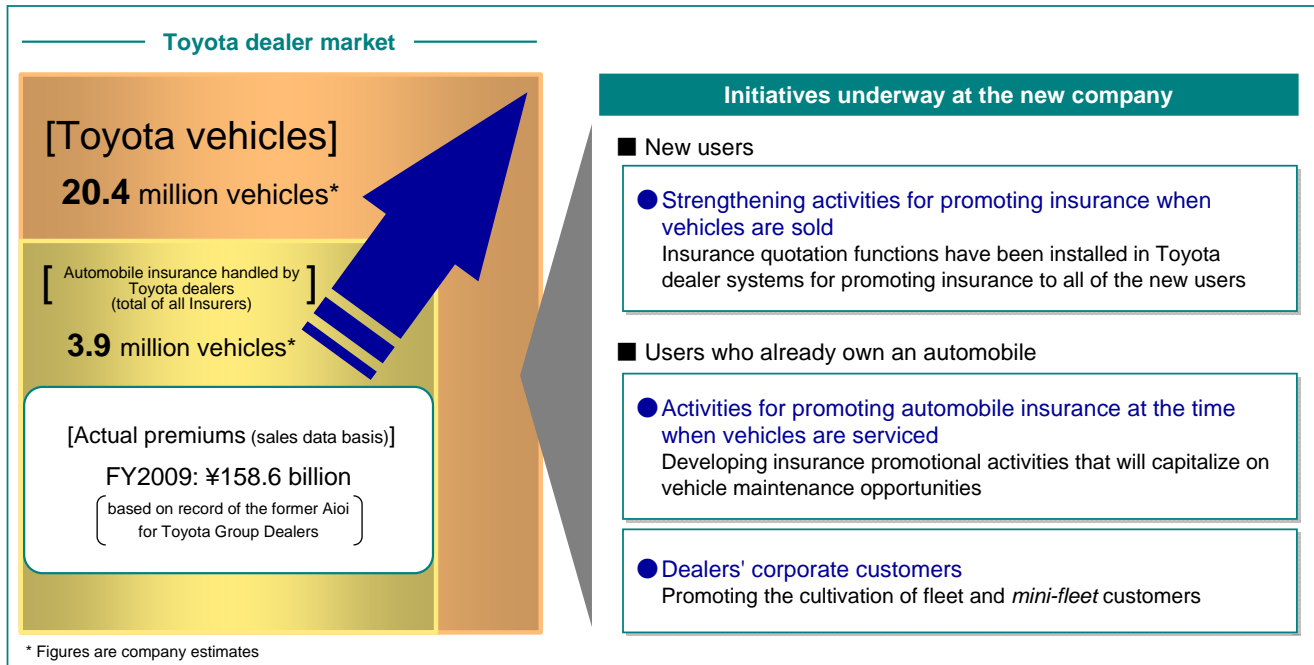 Toyota dealer market
[Toyota vehicles]
20.4 million vehicles*
[Automobile insurance handled by
Toyota dealers
(total of all Insurers)]
3.9 million vehicles*
[Actual premiums (sales data basis)]
FY2009: ¥158.6 billion
(based on record of the former Aioi
for Toyota Group Dealers)
* Figures are company estimates
Initiatives underway at the new company
■ New users
●Strengthening activities for promoting insurance when
vehicles are sold
Insurance quotation functions have been installed in Toyota
dealer systems for promoting insurance to all of the new users
■ Users who already own an automobile
●Activities for promoting automobile insurance at the time
when vehicles are serviced
Developing insurance promotional activities that will capitalize on
vehicle maintenance opportunities
●Dealers' corporate customers
Promoting the cultivation of fleet and mini-fleet customers